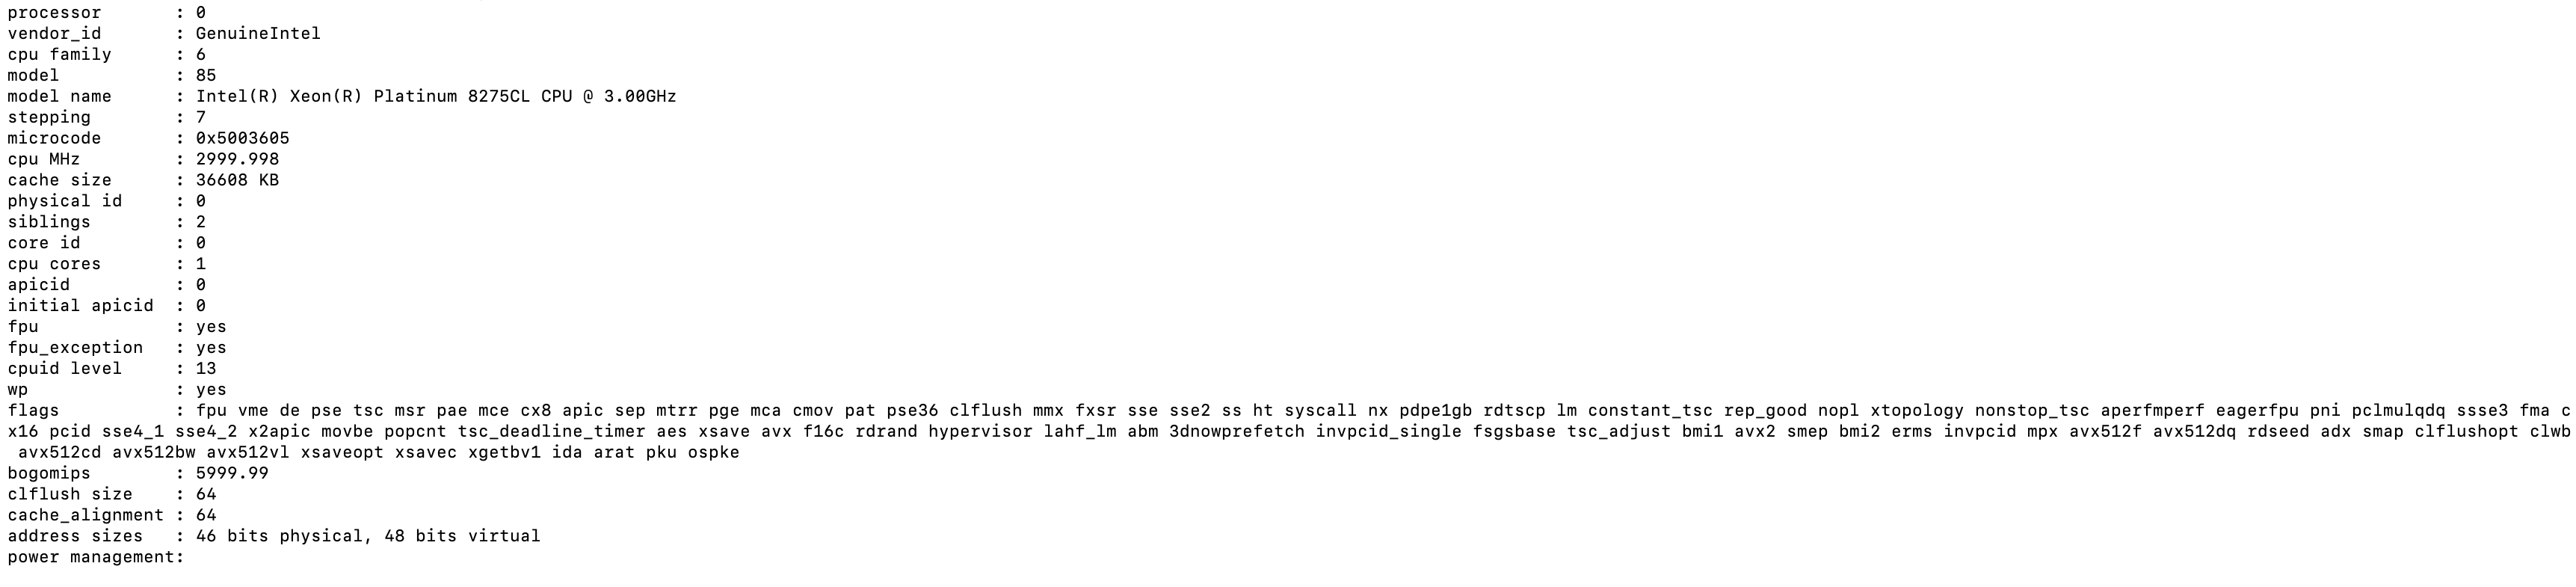 processor       : 0
vendor_id       : GenuineIntel
cpu family      : 6
model           : 85
model name      : Intel(R) Xeon(R) Platinum 8275CL CPU @ 3.00GHz
stepping        : 7
microcode       : 0x5003605
cpu MHz         : 2999.998
cache size      : 36608 KB
physical id     : 0
siblings        : 2
core id         : 0
cpu cores       : 1
apicid          : 0
initial apicid  : 0
fpu             : yes
fpu_exception   : yes
cpuid level     : 13
wp              : yes
flags           : fpu vme de pse tsc msr pae mce cx8 apic sep mtrr pge mca cmov pat pse36 clflush mmx fxsr sse sse2 ss ht syscall nx pdpe1gb rdtscp lm constant_tsc rep_good nopl xtopology nonstop_tsc aperfmperf eagerfpu pni pclmulqdq ssse3 fma c
x16 pcid sse4_1 sse4_2 x2apic movbe popcnt tsc_deadline_timer aes xsave avx f16c rdrand hypervisor lahf_lm abm 3dnowprefetch invpcid_single fsgsbase tsc_adjust bmi1 avx2 smep bmi2 erms invpcid mpx avx512f avx512dq rdseed adx smap clflushopt clwb
 avx512cd avx512bw avx512vl xsaveopt xsavec xgetbv1 ida arat pku ospke
bogomips        : 5999.99
clflush size    : 64
cache_alignment : 64
address sizes   : 46 bits physical, 48 bits virtual
power management: